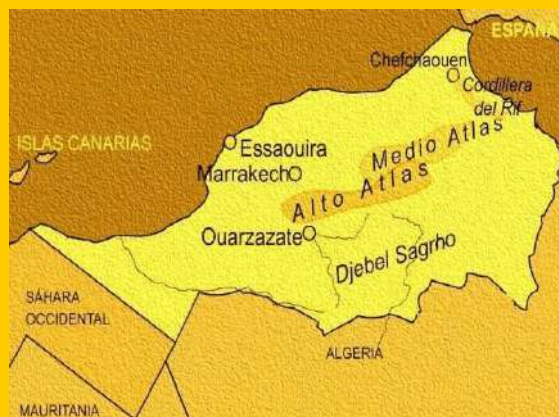 ESPAÑA
Chefchaouen
Cordillera
del Rif
ISLAS CANARIAS
Essaouira
Medio Atlas
Marrakech
Alto Atlas
Ouarzazate
Djebel Sagrho
SÁHARA
OCCIDENTAL
ALGERIA
MAURITANIA